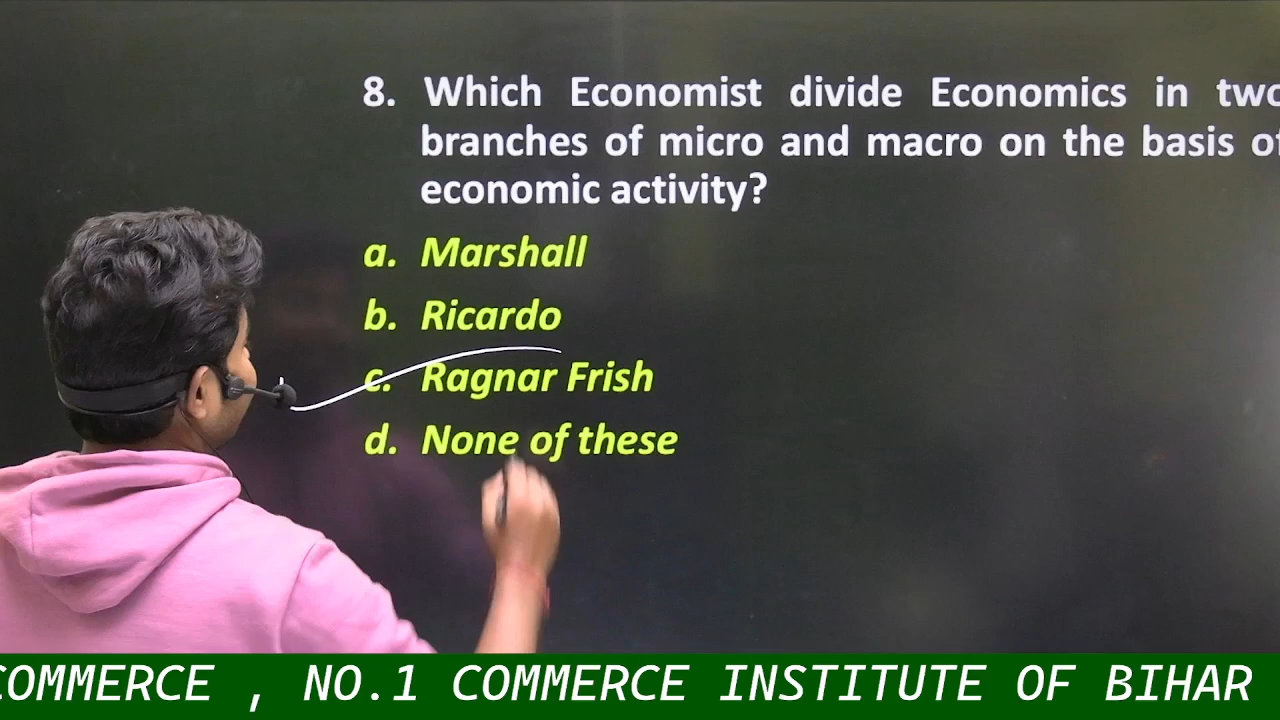 8. Which Economist divide Economics in two
branches of micro and macro on the basis of
economic activity?
a. Marshall
b. Ricardo
c. Ragnar Frish
d. None of these
COMMERCE , NO.1 COMMERCE INSTITUTE OF BIHAR